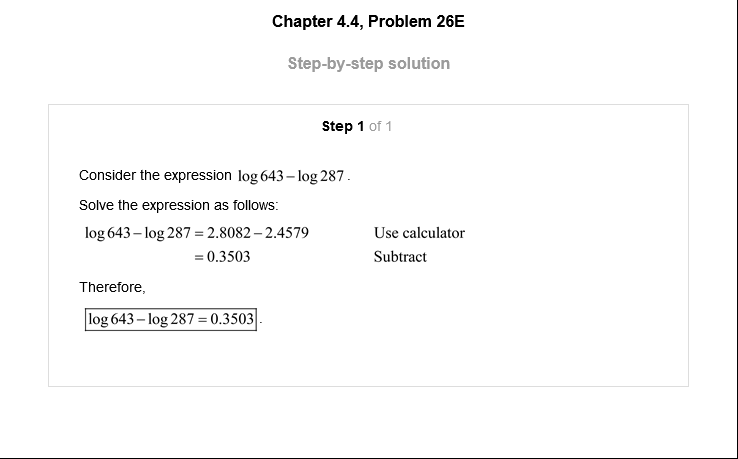 Chapter 4.4, Problem 26E
Step-by-step solution
Step 1 of 1
Consider the expression log 643 – log 287 .
Solve the expression as follows:
log 643 – log 287 = 2.8082 – 2.4579 Use calculator
= 0.3503 Subtract
Therefore,
log 643 – log 287 = 0.3503 .